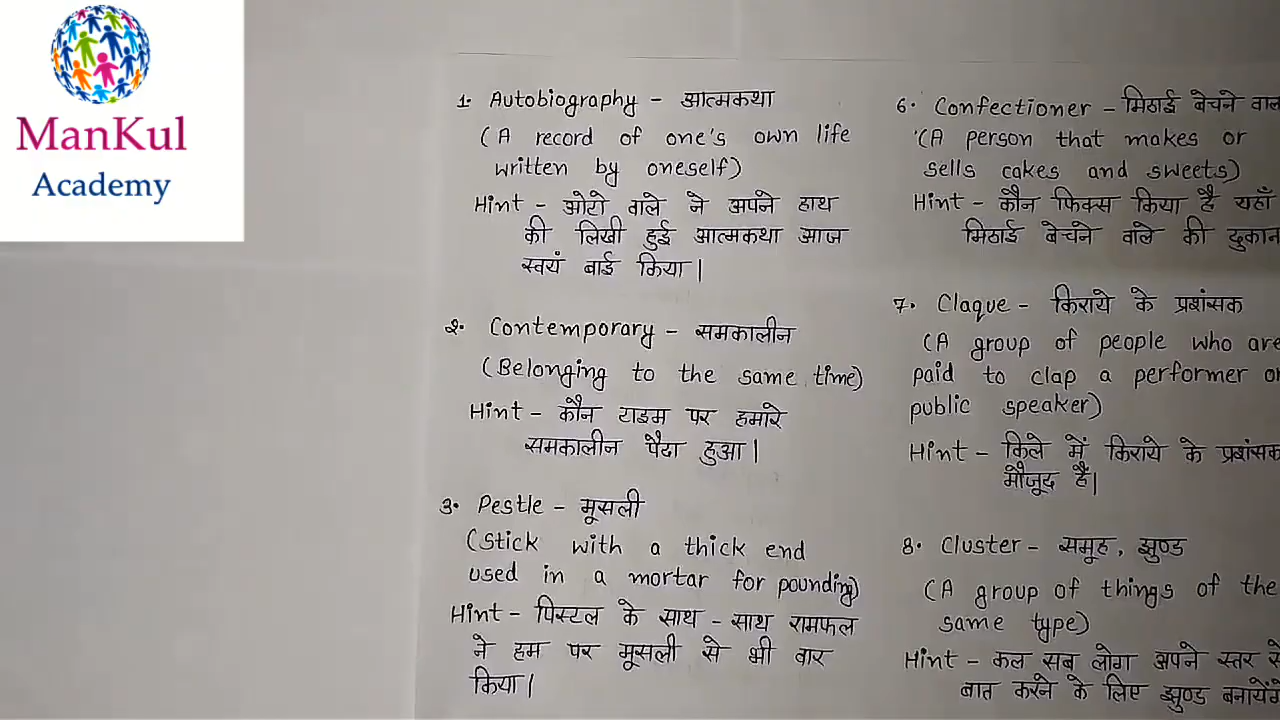 ManKul
Academy
1. Autobiography - आत्मकथा
(A record of one's own life
written by oneself)
Hint - ओटो वाले ने अपने हाथ
की लिखी हुई आत्मकथा आज
स्वयं बाई किया।
2. Contemporary - समकालीन
(Belonging to the same time)
Hint - कौन टाइम पर हमारे
समकालीन पैदा हुआ।
3. Pestle - मूसली
(Stick with a thick end
used in a mortar for pounding)
Hint - पिस्टल के साथ - साथ रामफल
ने हम पर मूसली से भी वार
किया।
6. Confectioner - मिठाई बेचने वाल
(A person that makes or
sells cakes and sweets)
Hint - कौन फिक्स किया है यहाँ
मिठाई बेचने वाले की दुकान
7. Claque - किराये के प्रशंसक
(A group of people who are
paid to clap a performer or
public speaker)
Hint - किले में किराये के प्रशंसक
मौजूद है।
8. Cluster - समूह, झुण्ड
(A group of things of the
same type)
Hint - कल सब लोग अपने स्तर से
बात करने के लिए झुण्ड बनायेंगे